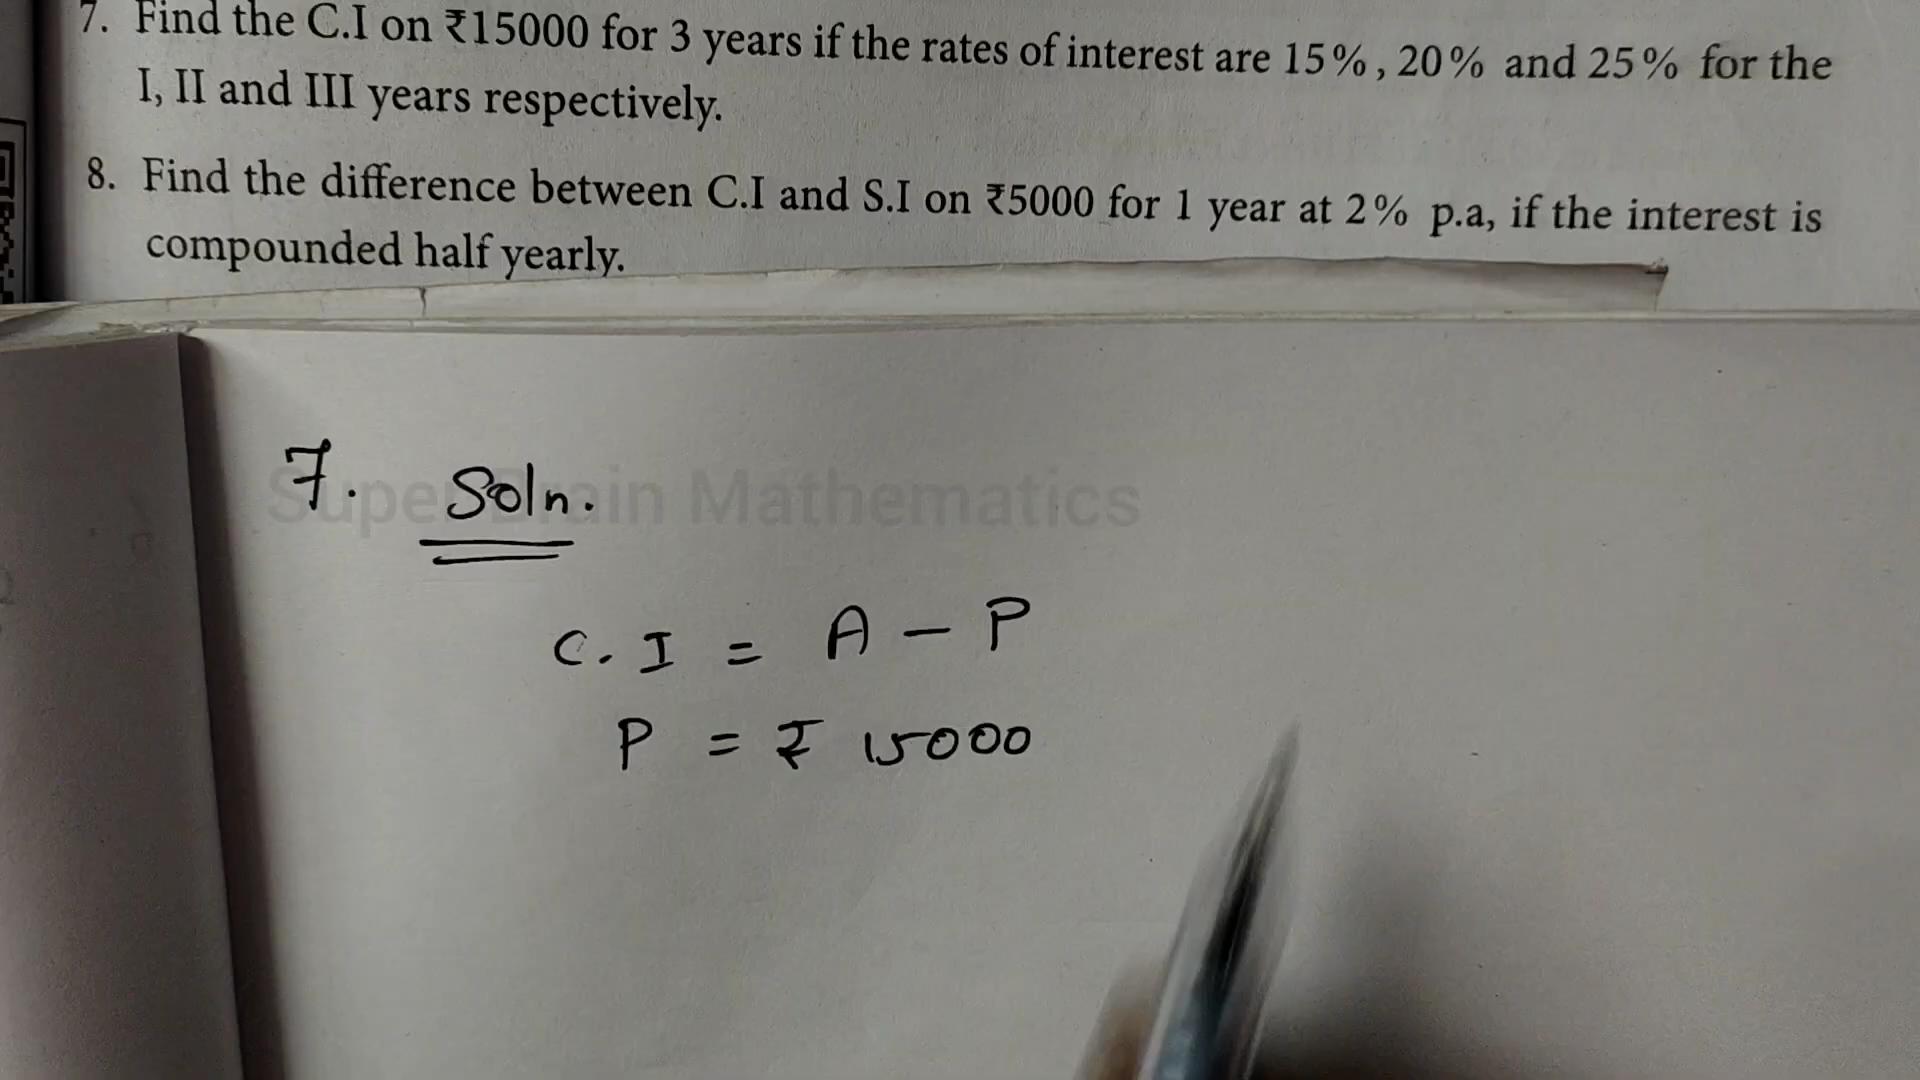 7. Find the C.I on ₹15000 for 3 years if the rates of interest are 15%, 20% and 25% for the
I, II and III years respectively.
8. Find the difference between C.I and S.I on ₹5000 for 1 year at 2% p.a, if the interest is
compounded half yearly.
7. Soln.
Super Brain Mathematics
C.I = A - P
P = ₹ 15000